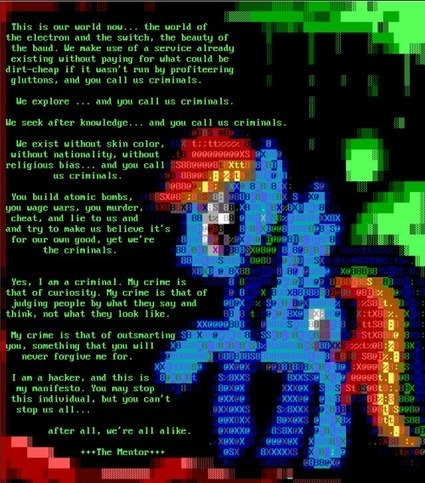 This is our world now... the world of
the electron and the switch, the beauty of
the baud. We make use of a service already
existing without paying for what could be
dirt-cheap if it wasn't run by profiteering
gluttons, and you call us criminals.
We explore ... and you call us criminals.
We seek after knowledge... and you call us criminals.
We exist without skin color,
without nationality, without
religious bias... and you call
us criminals.
You build atomic bombs,
you wage wars, you murder,
cheat, and lie to us and
and try to make us believe it's
for our own good, yet we're
the criminals.
Yes, I am a criminal. My crime is
that of curiosity. My crime is that of
judging people by what they say and
think, not what they look like.
My crime is that of outsmarting
you, something that you will
never forgive me for.
I am a hacker, and this is
my manifesto. You may stop
this individual, but you can't
stop us all...
after all, we're all alike.
+++The Mentor+++